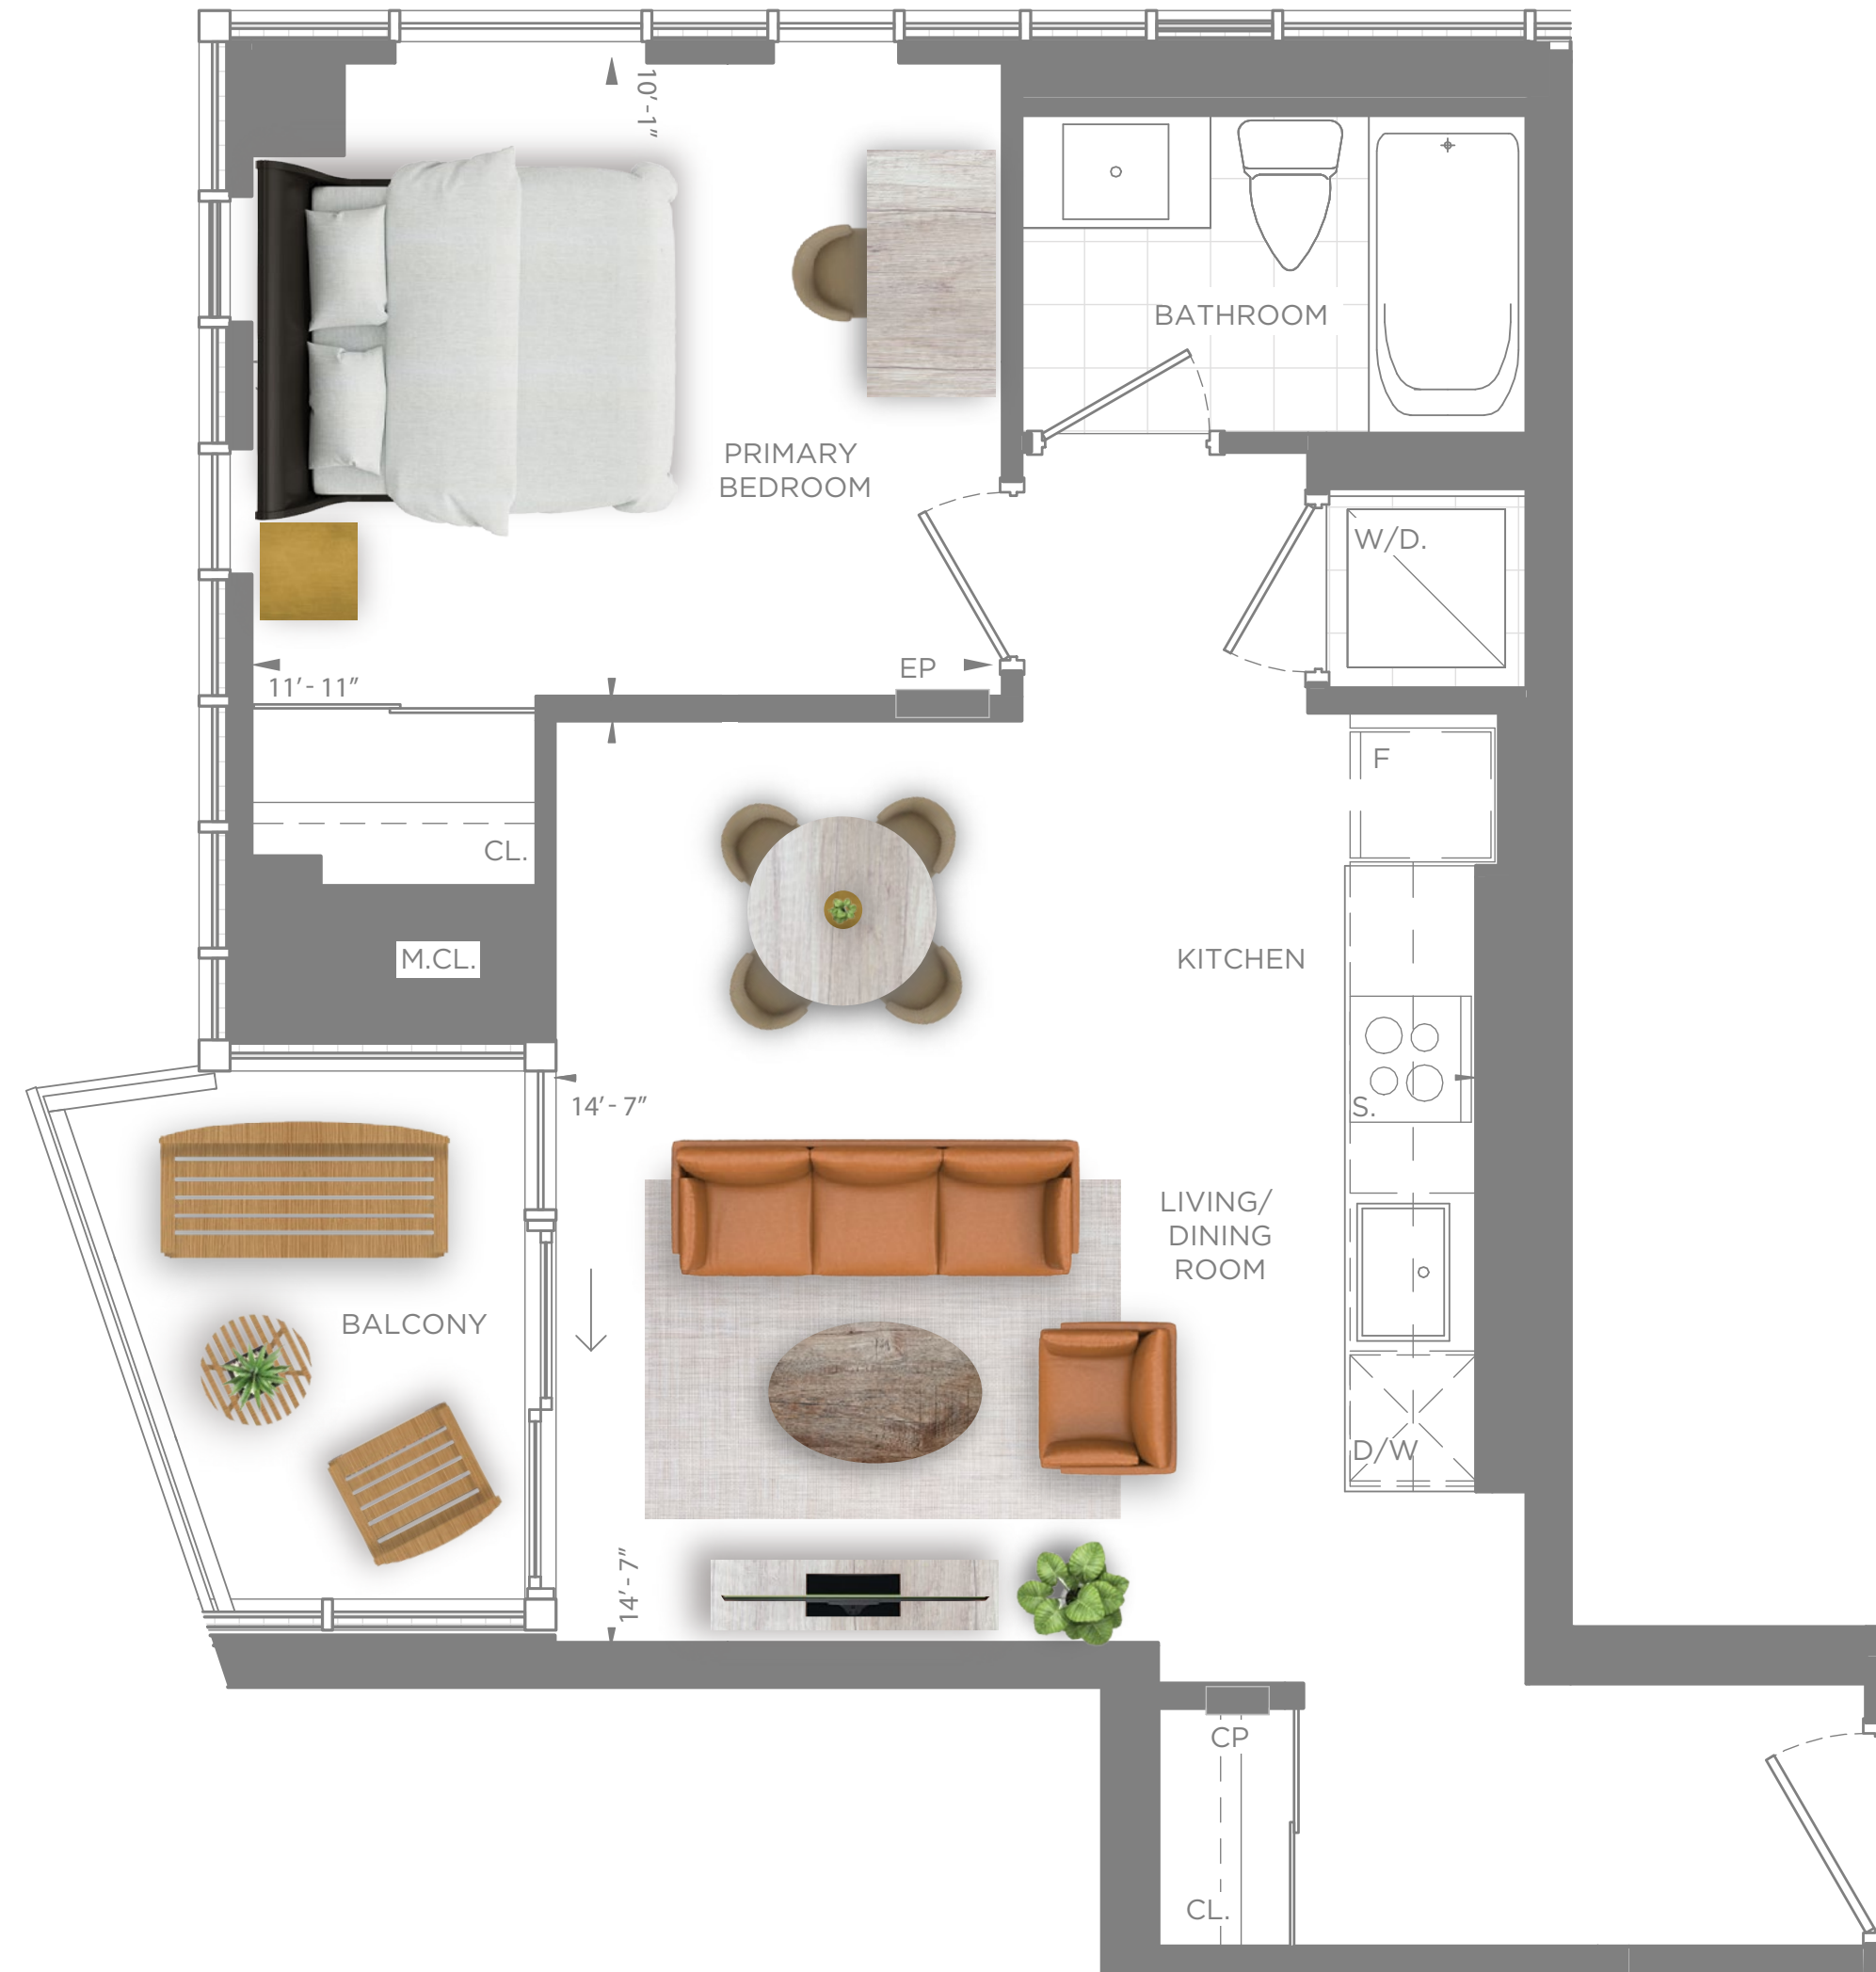 10'-1"
BATHROOM
PRIMARY
BEDROOM
W/D.
EP
11'-11"
F
CL.
M.CL.
KITCHEN
14'-7"
S.
LIVING/
DINING
ROOM
BALCONY
D/W
14'-7"
CP
CL.